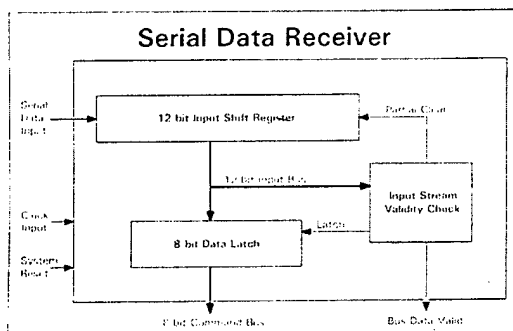 Serial Data Receiver
Serial
Data
Input
12 bit Input Shift Register
Partial Clear
12 bit Input Bus
Input Stream
Validity Check
Clock
Input
Latch
8 bit Data Latch
System
Reset
8 bit Command Bus
Bus Data Valid